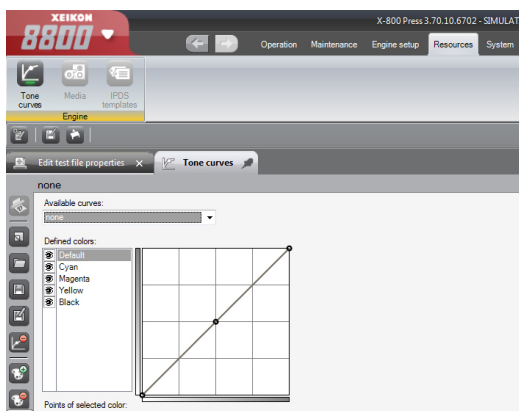 XEIKON
8800
X-800 Press 3.70.10.6702 - SIMULAT
Operation Maintenance Engine setup Resources System
Tone curves
Media
IPDS templates
Engine
Edit test file properties
Tone curves
none
Available curves:
none
Defined colors:
Default
Cyan
Magenta
Yellow
Black
Points of selected color: